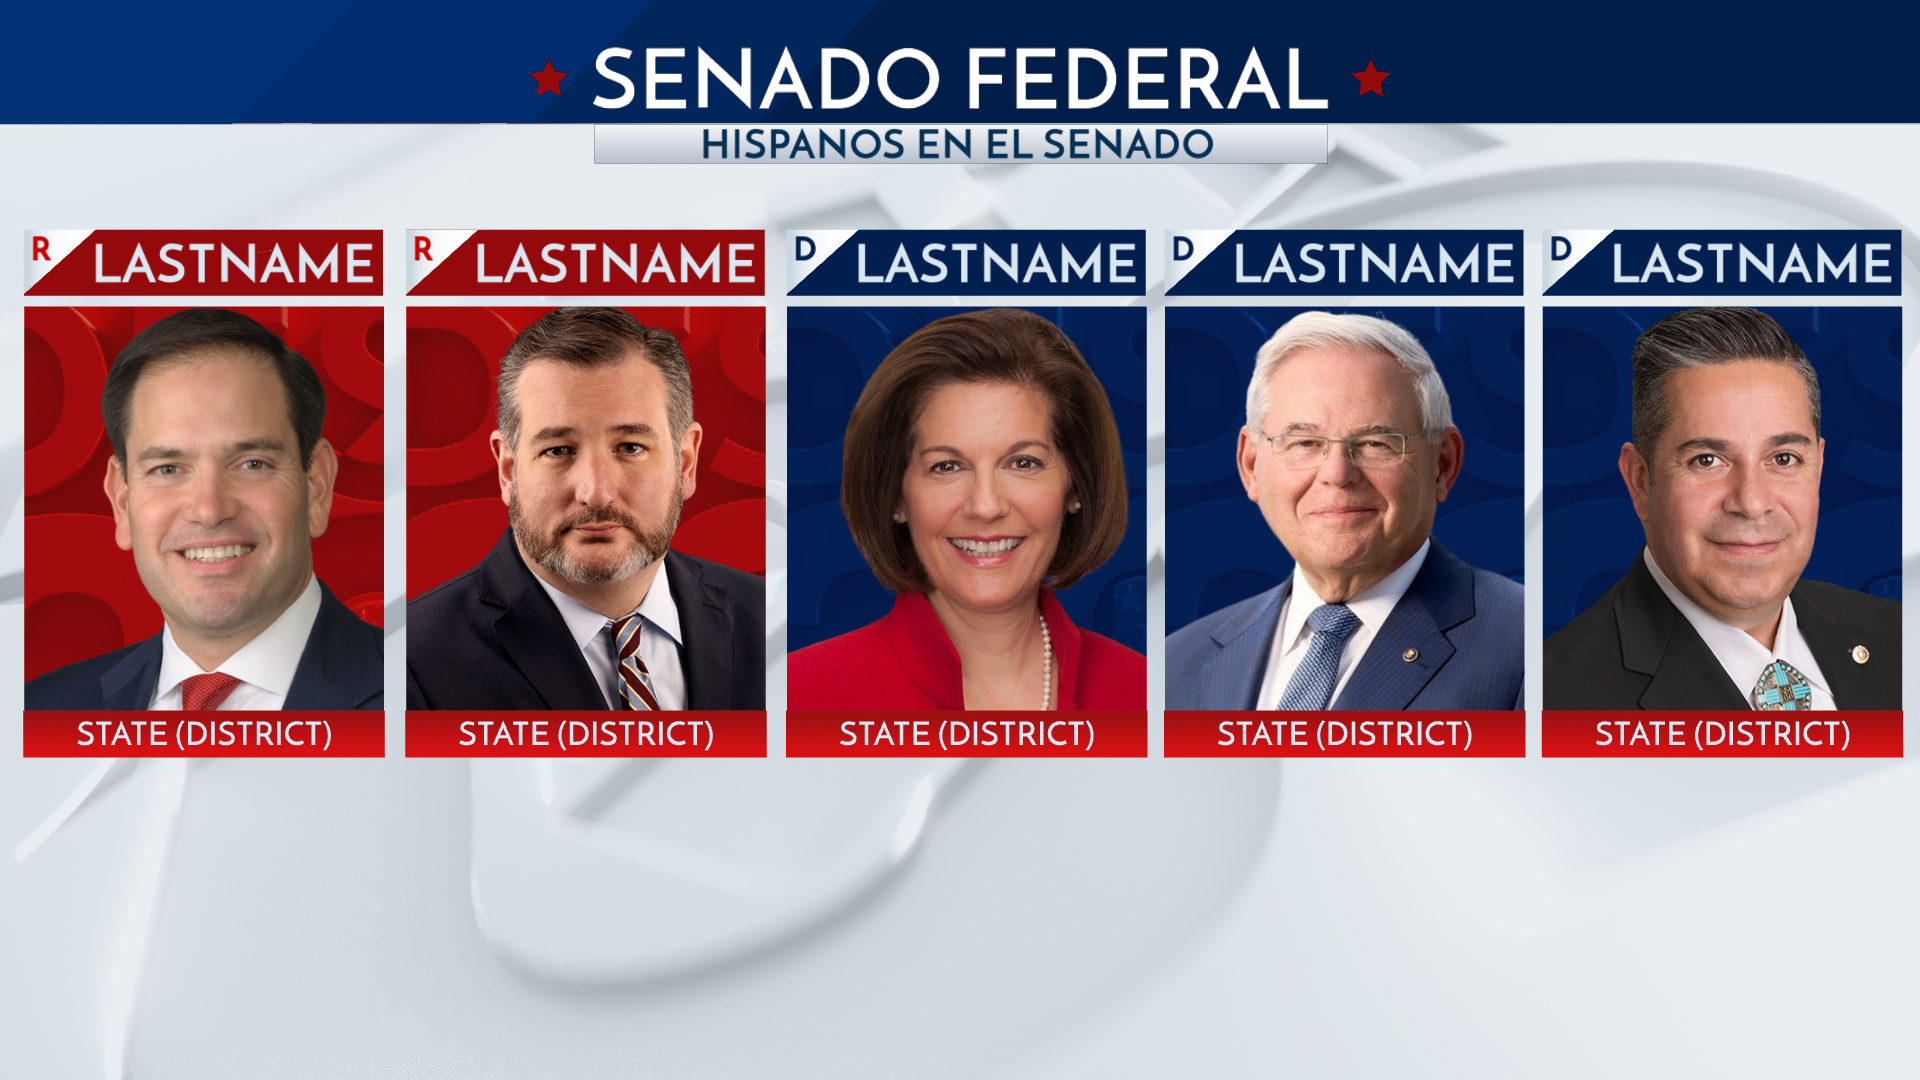 SENADO FEDERAL
HISPANOS EN EL SENADO
R LASTNAME
R LASTNAME
D LASTNAME
D LASTNAME
D LASTNAME
STATE (DISTRICT)
STATE (DISTRICT)
STATE (DISTRICT)
STATE (DISTRICT)
STATE (DISTRICT)